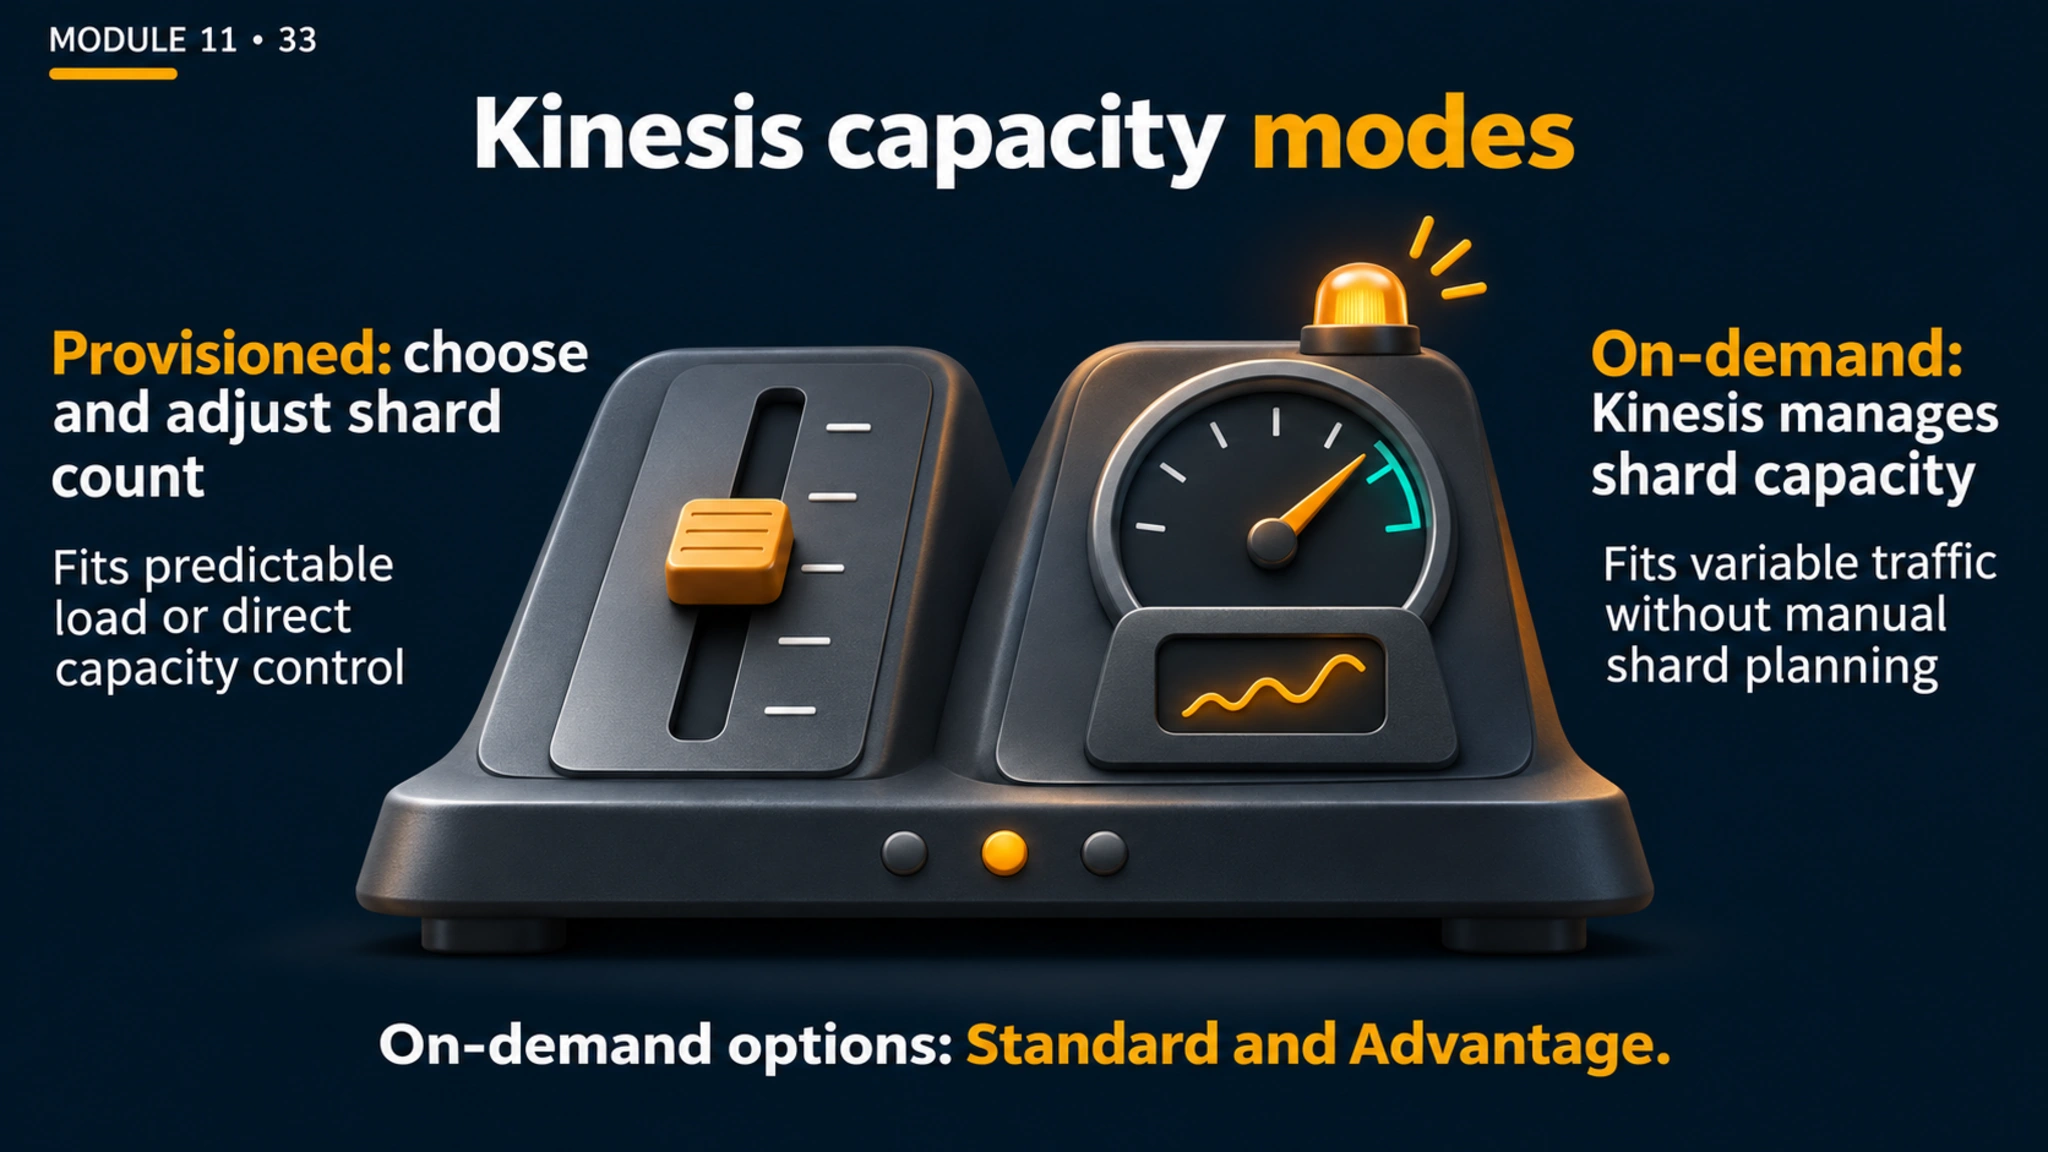 MODULE 11 • 33
Kinesis capacity modes
Provisioned: choose
and adjust shard
count
Fits predictable
load or direct
capacity control
On-demand:
Kinesis manages
shard capacity
Fits variable traffic
without manual
shard planning
On-demand options: Standard and Advantage.